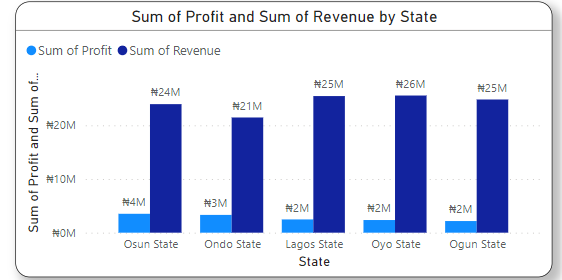 Sum of Profit and Sum of Revenue by State
Sum of Profit Sum of Revenue
Sum of Profit and Sum of...
₦20M
₦10M
₦0M
₦4M ₦24M
₦3M ₦21M
₦2M ₦25M
₦2M ₦26M
₦2M ₦25M
Osun State Ondo State Lagos State Oyo State Ogun State
State